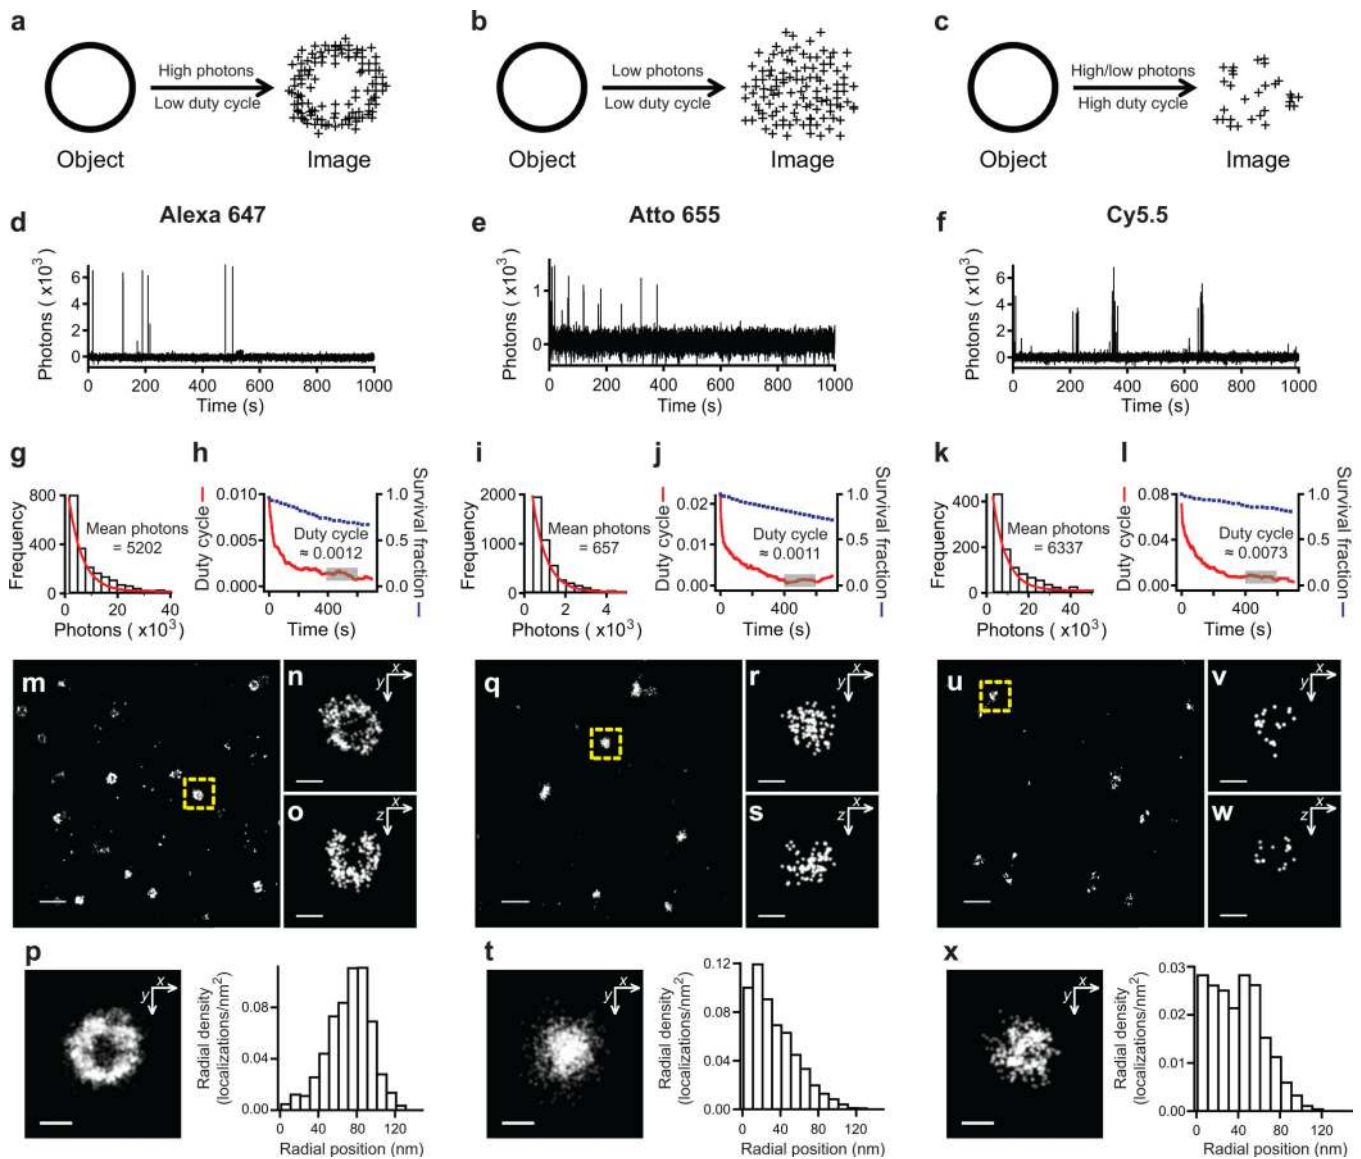 a
b
c
High photons
Low duty cycle
Object
Image
Low photons
Low duty cycle
Object
Image
High/low photons
High duty cycle
Object
Image
Alexa 647
Atto 655
Cy5.5
d
Photons ( x10³)
6
4
2
0
0 200 400 600 800 1000
Time (s)
e
Photons ( x10³)
1
0
0 200 400 600 800 1000
Time (s)
f
Photons ( x10³)
6
4
2
0
0 200 400 600 800 1000
Time (s)
g
Frequency
800
400
0
Mean photons
= 5202
0 20 40
Photons ( x10³)
h
Duty cycle
0.010
0.005
0.000
Duty cycle
≈ 0.0012
1.0
0.5
0.0
Survival fraction
400
Time (s)
i
Frequency
2000
1000
0
Mean photons
= 657
2 4
Photons ( x10³)
j
Duty cycle
0.02
0.01
0.00
Duty cycle
≈ 0.0011
1.0
0.5
0.0
Survival fraction
400
Time (s)
k
Frequency
400
200
0
Mean photons
= 6337
0 20 40
Photons ( x10³)
l
Duty cycle
0.08
0.04
0.00
Duty cycle
≈ 0.0073
1.0
0.5
0.0
Survival fraction
400
Time (s)
m
n
x
y
o
x
z
q
r
x
y
s
x
z
u
v
x
y
w
x
z
p
x
y
Radial density
(localizations/nm²)
0.08
0.04
0.00
0 40 80 120
Radial position (nm)
t
x
y
Radial density
(localizations/nm²)
0.12
0.08
0.04
0.00
0 40 80 120
Radial position (nm)
x
x
y
Radial density
(localizations/nm²)
0.03
0.02
0.01
0.00
0 40 80 120
Radial position (nm)